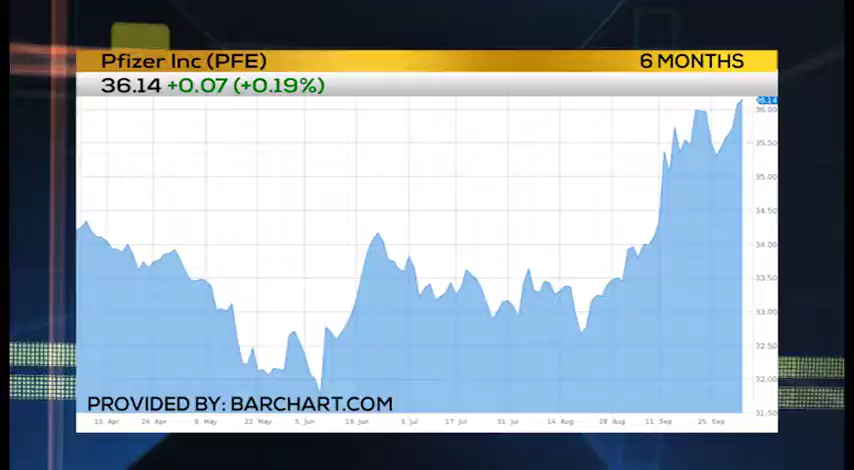 Pfizer Inc (PFE) 6 MONTHS
36.14 +0.07 (+0.19%)
36.14
36.00
35.50
35.00
34.50
34.00
33.50
33.00
32.50
32.00
31.50
PROVIDED BY: BARCHART.COM
10. Apr 24. Apr 8. May 22. May 5. Jun 19. Jun 3. Jul 17. Jul 31. Jul 14. Aug 28. Aug 11. Sep 25. Sep